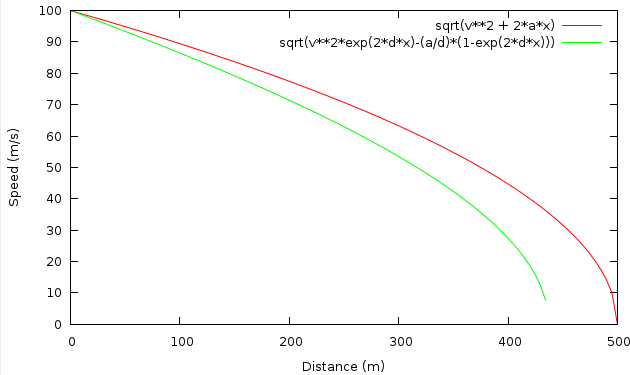 sqrt(v**2 + 2*a*x)
sqrt(v**2*exp(2*d*x)-(a/d)*(1-exp(2*d*x)))
100
90
80
70
60
50
40
30
20
10
0
Speed (m/s)
0 100 200 300 400 500
Distance (m)